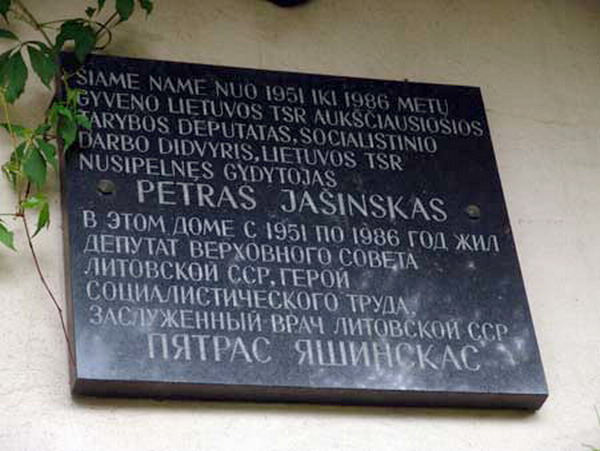 ŠIAME NAME NUO 1951 IKI 1986 METŲ
GYVENO LIETUVOS TSR AUKŠČIAUSIOSIOS
TARYBOS DEPUTATAS, SOCIALISTINIO
DARBO DIDVYRIS, LIETUVOS TSR
NUSIPELNĘS GYDYTOJAS
PETRAS JAŠINSKAS
В ЭТОМ ДОМЕ С 1951 ПО 1986 ГОД ЖИЛ
ДЕПУТАТ ВЕРХОВНОГО СОВЕТА
ЛИТОВСКОЙ ССР, ГЕРОЙ
СОЦИАЛИСТИЧЕСКОГО ТРУДА,
ЗАСЛУЖЕННЫЙ ВРАЧ ЛИТОВСКОЙ ССР
ПЯТРАС ЯШИНСКАС